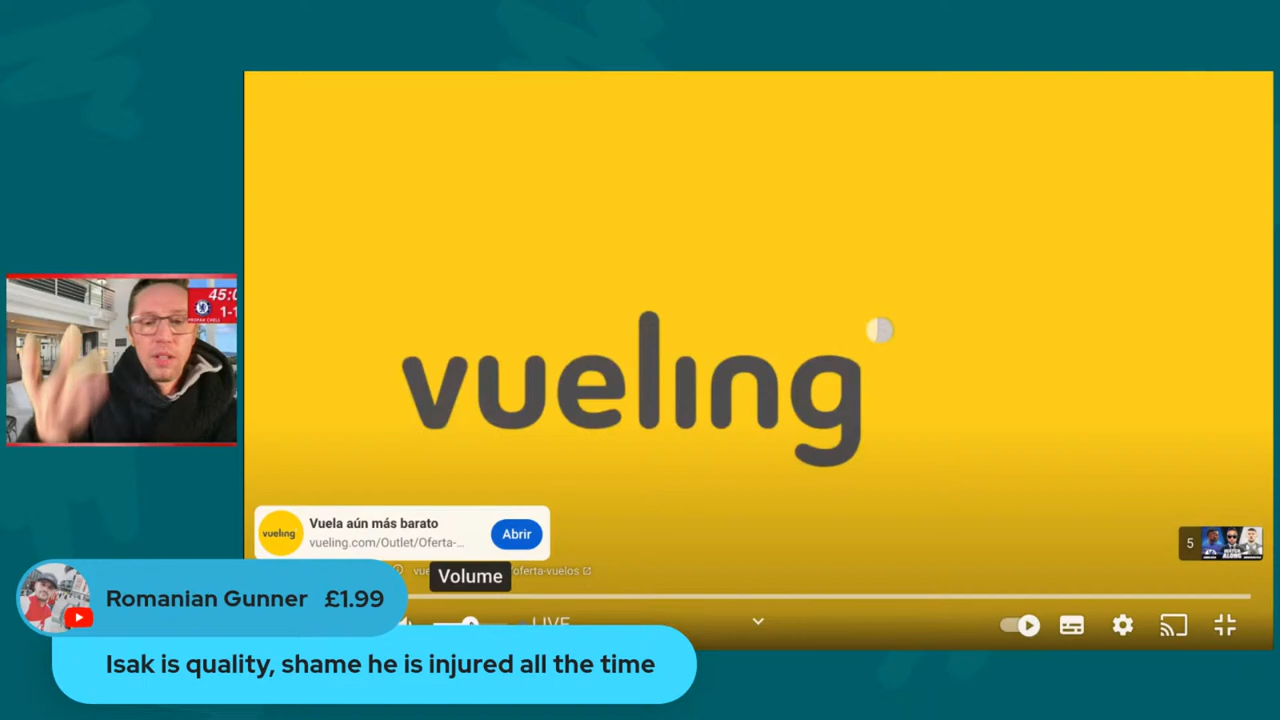 45:0
1-1
vueling
vueling
Vuela aún más barato
vueling.com/Outlet/Oferta-...
Abrir
5
oferta-vuelos
Volume
LIVE
Romanian Gunner £1.99
Isak is quality, shame he is injured all the time